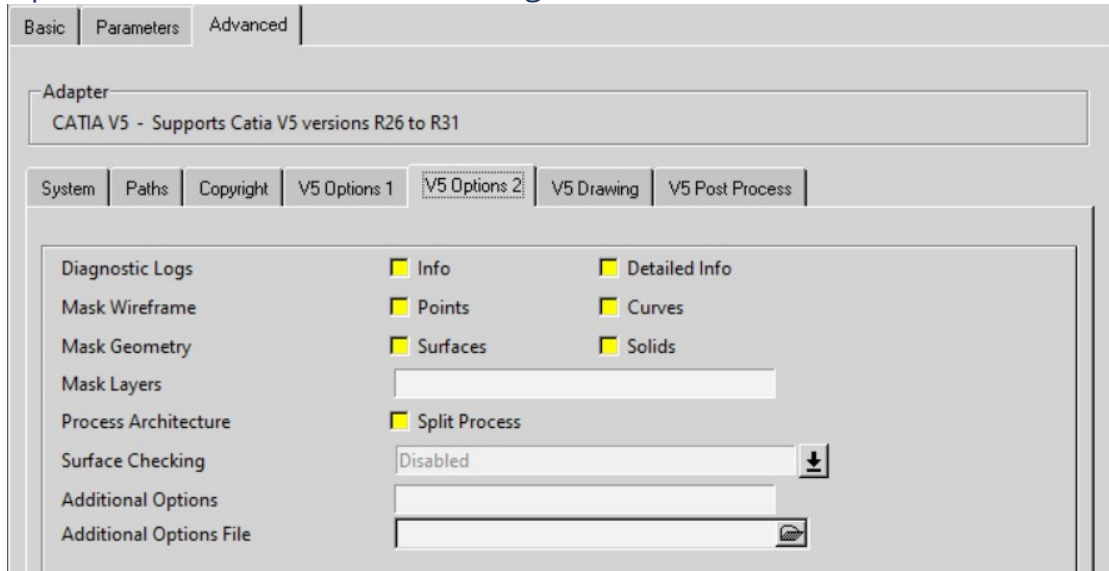 Basic Parameters Advanced
Adapter
CATIA V5 - Supports Catia V5 versions R26 to R31
System Paths Copyright V5 Options 1 V5 Options 2 V5 Drawing V5 Post Process
Diagnostic Logs Info Detailed Info
Mask Wireframe Points Curves
Mask Geometry Surfaces Solids
Mask Layers
Process Architecture Split Process
Surface Checking Disabled
Additional Options
Additional Options File